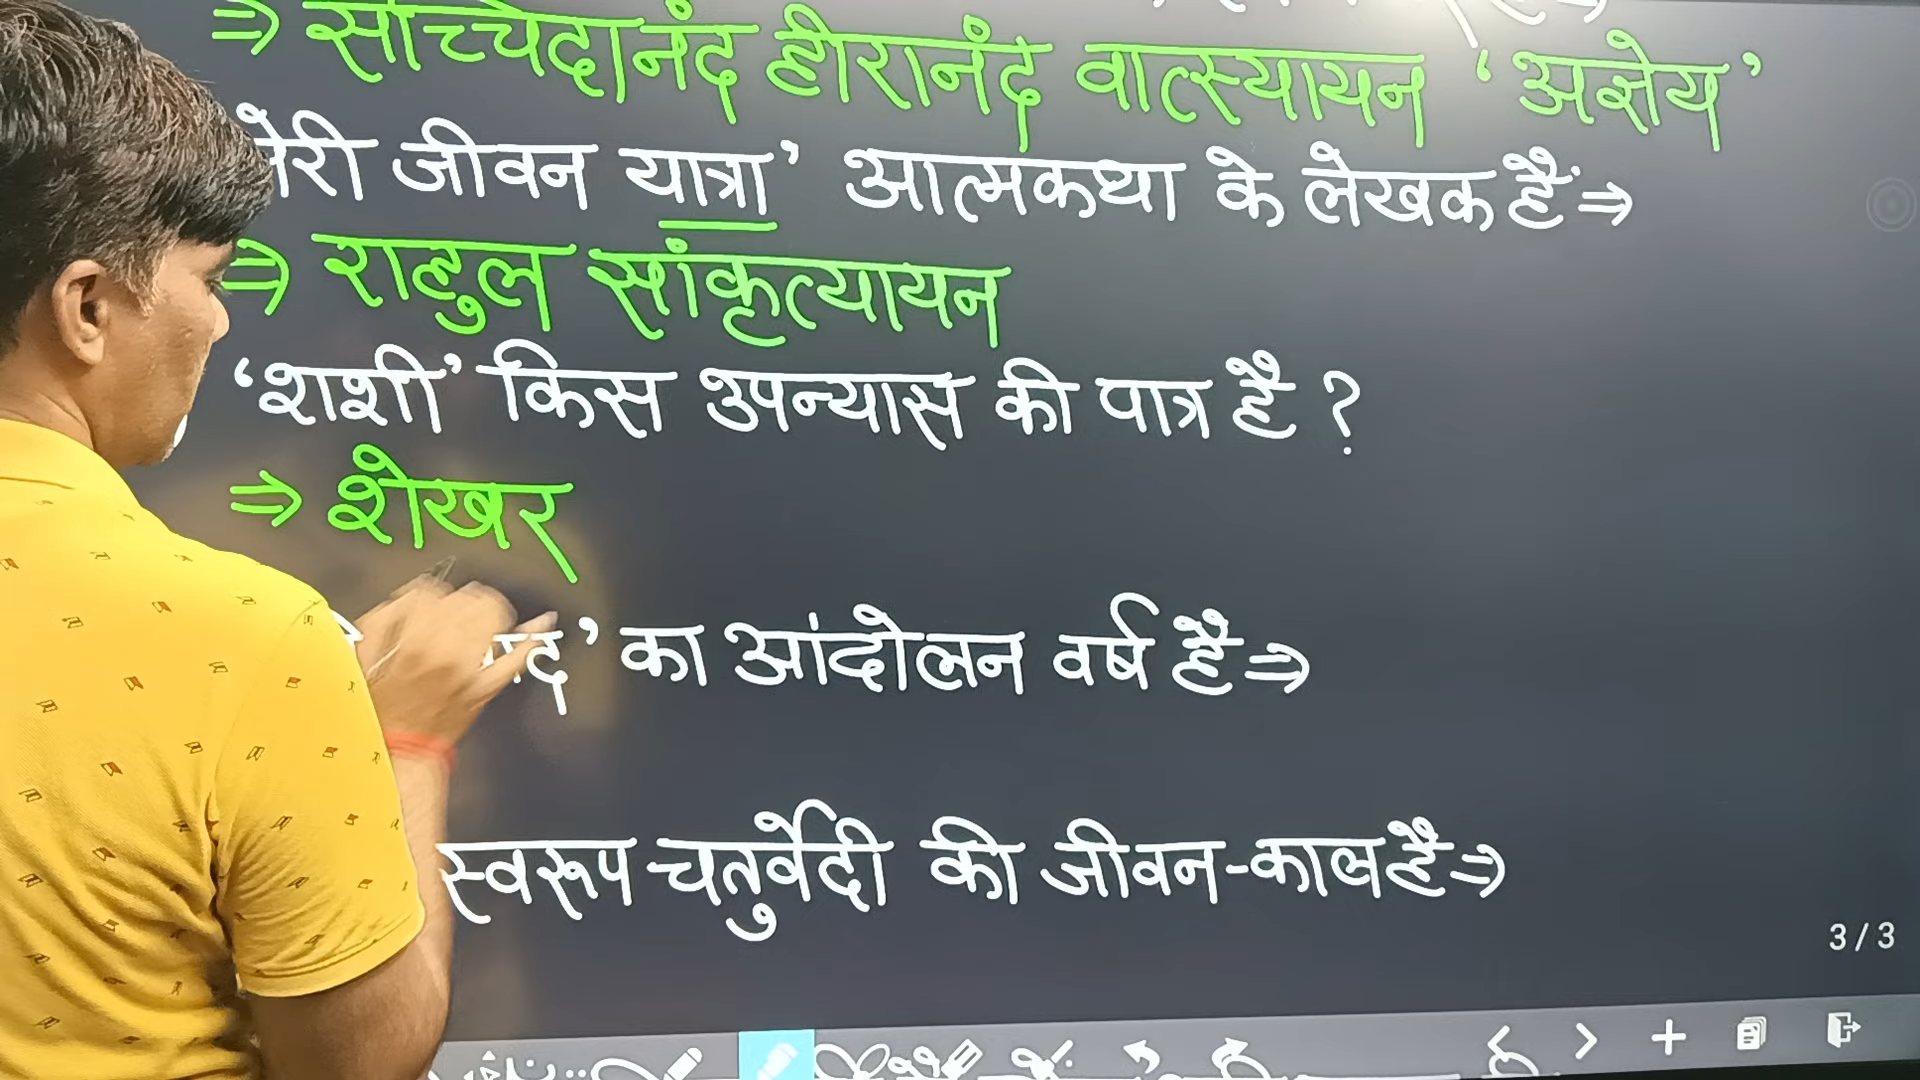 ⇒ सच्चिदानंद हीरानंद वात्स्यायन ‘अज्ञेय’
मेरी जीवन यात्रा’ आत्मकथा के लेखक हैं⇒
⇒ राहुल सांकृत्यायन
‘शशी’ किस उपन्यास की पात्र है ?
⇒ शेखर
का आंदोलन वर्ष है⇒
स्वरूप चतुर्वेदी की जीवन-काल है⇒
3/3